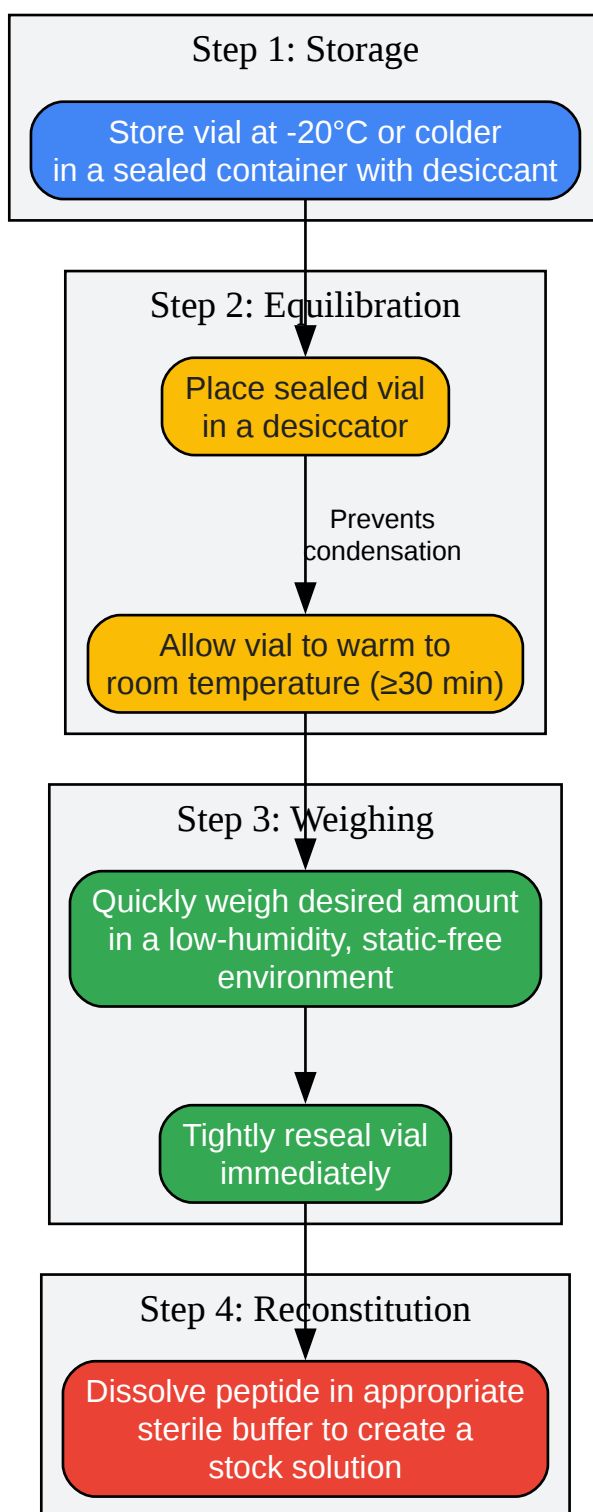 Step 1: Storage
Store vial at -20°C or colder
in a sealed container with desiccant
Step 2: Equilibration
Place sealed vial
in a desiccator
Prevents
condensation
Allow vial to warm to
room temperature (≥30 min)
Step 3: Weighing
Quickly weigh desired amount
in a low-humidity, static-free
environment
Tightly reseal vial
immediately
Step 4: Reconstitution
Dissolve peptide in appropriate
sterile buffer to create a
stock solution